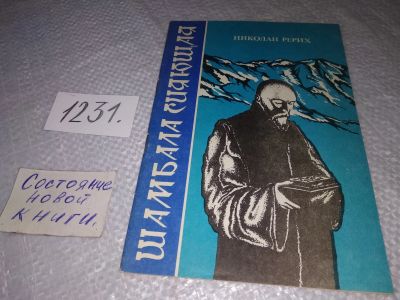 НИКОЛАЙ РЕРИХ
ШАМБАЛА СИЯЮЩАЯ
1231.
Состояние
новой
книги.